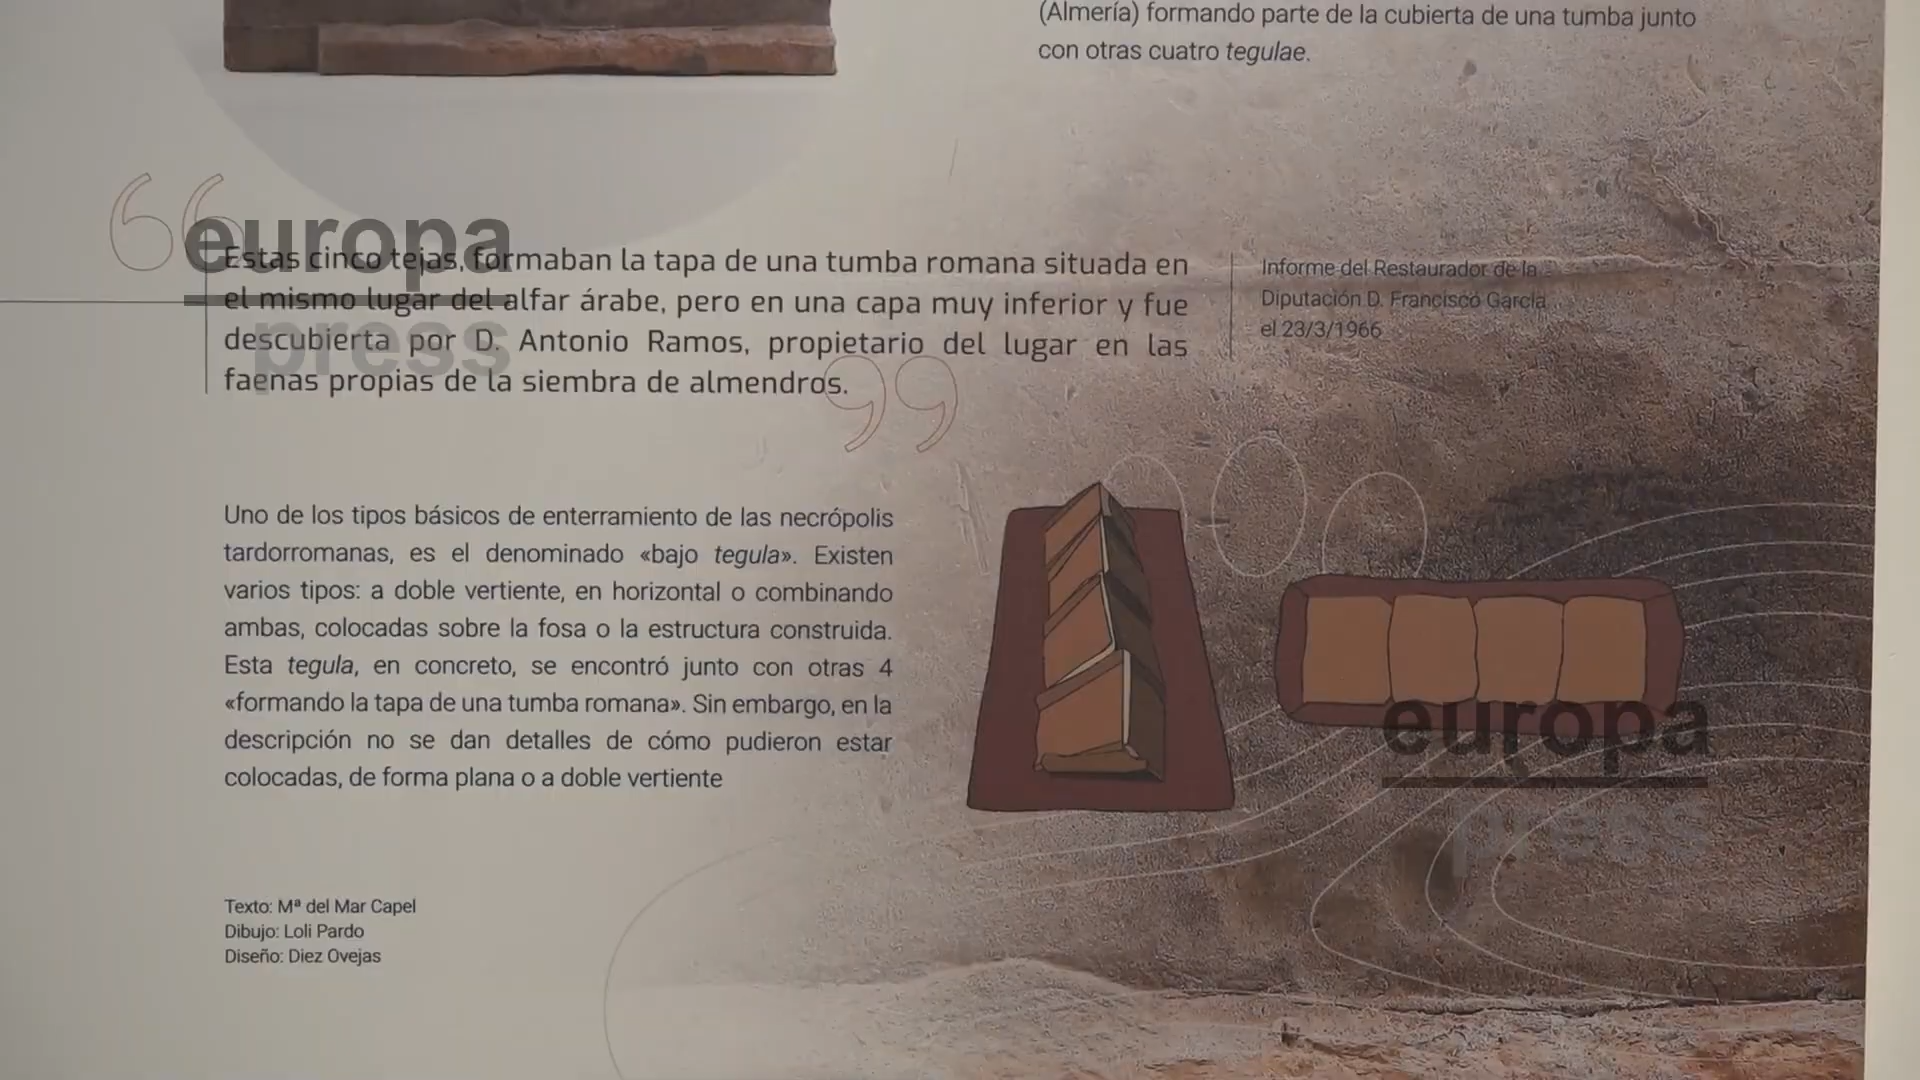 (Almería) formando parte de la cubierta de una tumba junto
con otras cuatro tegulae.
Estas cinco tejas, formaban la tapa de una tumba romana situada en
el mismo lugar del alfar árabe, pero en una capa muy inferior y fue
descubierta por D. Antonio Ramos, propietario del lugar en las
faenas propias de la siembra de almendros.
Informe del Restaurador de la
Diputación D. Francisco García
el 23/3/1966
Uno de los tipos básicos de enterramiento de las necrópolis
tardorromanas, es el denominado «bajo tegula». Existen
varios tipos: a doble vertiente, en horizontal o combinando
ambas, colocadas sobre la fosa o la estructura construida.
Esta tegula, en concreto, se encontró junto con otras 4
«formando la tapa de una tumba romana». Sin embargo, en la
descripción no se dan detalles de cómo pudieron estar
colocadas, de forma plana o a doble vertiente
Texto: Mª del Mar Capel
Dibujo: Loli Pardo
Diseño: Diez Ovejas
europa
press
europa
press